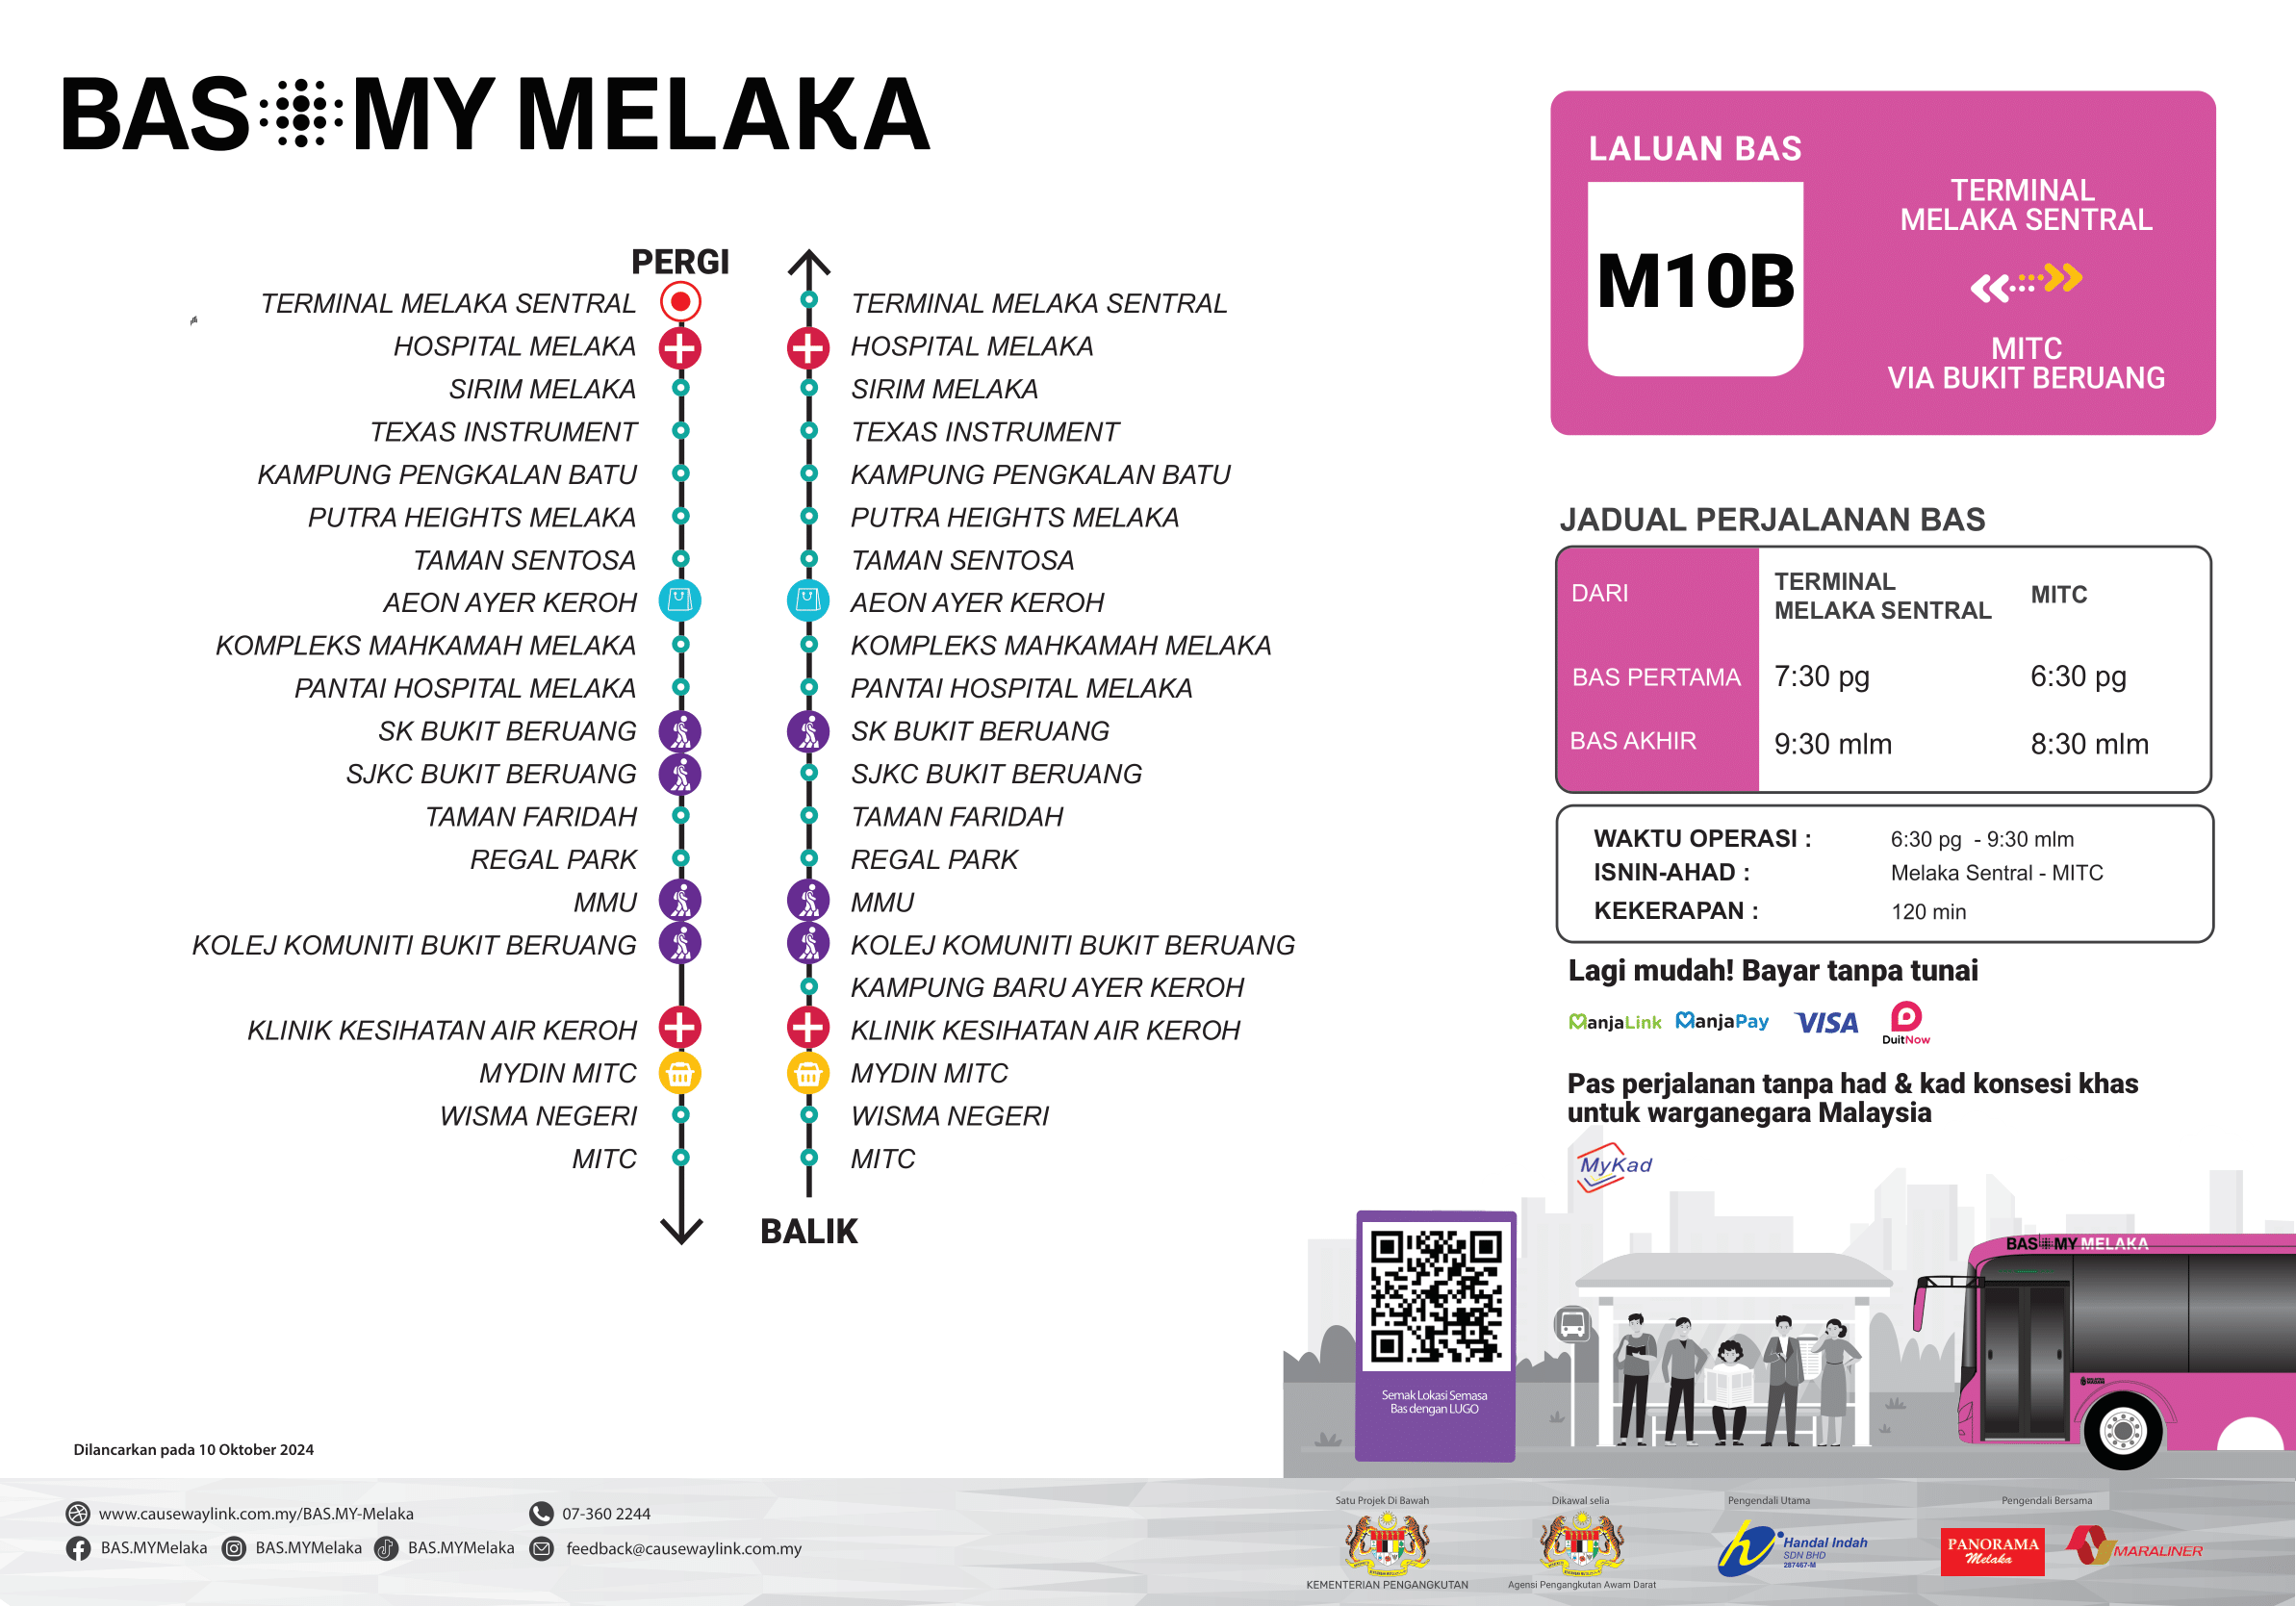 BAS MY MELAKA
PERGI
TERMINAL MELAKA SENTRAL
HOSPITAL MELAKA
SIRIM MELAKA
TEXAS INSTRUMENT
KAMPUNG PENGKALAN BATU
PUTRA HEIGHTS MELAKA
TAMAN SENTOSA
AEON AYER KEROH
KOMPLEKS MAHKAMAH MELAKA
PANTAI HOSPITAL MELAKA
SK BUKIT BERUANG
SJKC BUKIT BERUANG
TAMAN FARIDAH
REGAL PARK
MMU
KOLEJ KOMUNITI BUKIT BERUANG
KLINIK KESIHATAN AIR KEROH
MYDIN MITC
WISMA NEGERI
MITC
TERMINAL MELAKA SENTRAL
HOSPITAL MELAKA
SIRIM MELAKA
TEXAS INSTRUMENT
KAMPUNG PENGKALAN BATU
PUTRA HEIGHTS MELAKA
TAMAN SENTOSA
AEON AYER KEROH
KOMPLEKS MAHKAMAH MELAKA
PANTAI HOSPITAL MELAKA
SK BUKIT BERUANG
SJKC BUKIT BERUANG
TAMAN FARIDAH
REGAL PARK
MMU
KOLEJ KOMUNITI BUKIT BERUANG
KAMPUNG BARU AYER KEROH
KLINIK KESIHATAN AIR KEROH
MYDIN MITC
WISMA NEGERI
MITC
BALIK
LALUAN BAS
M10B
TERMINAL
MELAKA SENTRAL
MITC
VIA BUKIT BERUANG
JADUAL PERJALANAN BAS
DARI
TERMINAL
MELAKA SENTRAL
MITC
BAS PERTAMA 7:30 pg 6:30 pg
BAS AKHIR 9:30 mlm 8:30 mlm
WAKTU OPERASI : 6:30 pg - 9:30 mlm
ISNIN-AHAD : Melaka Sentral - MITC
KEKERAPAN : 120 min
Lagi mudah! Bayar tanpa tunai
ManjaLink ManjaPay VISA DuitNow
Pas perjalanan tanpa had & kad konsesi khas
untuk warganegara Malaysia
MyKad
BAS MY MELAKA
Semak Lokasi Semasa
Bas dengan LUGO
Dilancarkan pada 10 Oktober 2024
www.causewaylink.com.my/BAS.MY-Melaka
07-360 2244
BAS.MYMelaka BAS.MYMelaka BAS.MYMelaka feedback@causewaylink.com.my
Satu Projek Di Bawah
KEMENTERIAN PENGANGKUTAN
Dikawal selia
Agensi Pengangkutan Awam Darat
Pengendali Utama
Handal Indah
SDN BHD
287467-M
Pengendali Bersama
PANORAMA
Melaka
MARALINER